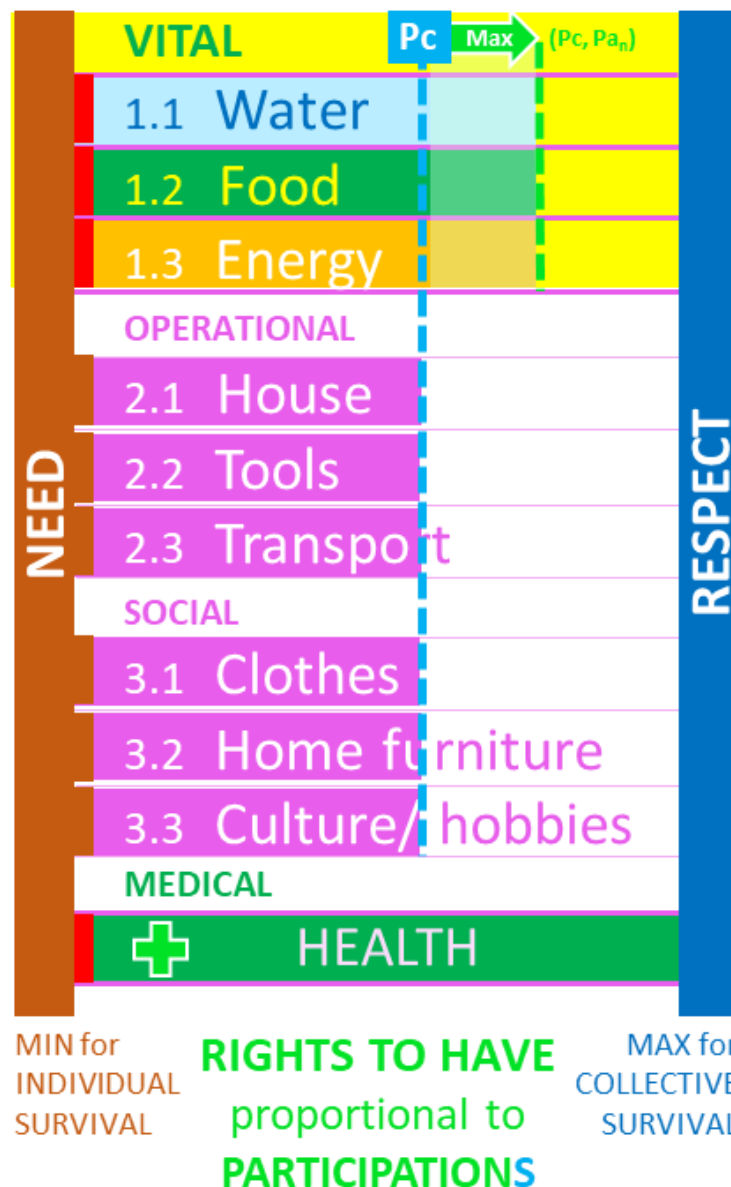 VITAL Pc Max (Pc, Pan)
1.1 Water
1.2 Food
1.3 Energy
OPERATIONAL
2.1 House
2.2 Tools
2.3 Transport
SOCIAL
3.1 Clothes
3.2 Home furniture
3.3 Culture/ hobbies
MEDICAL
HEALTH
NEED
RESPECT
MIN for
INDIVIDUAL
SURVIVAL
RIGHTS TO HAVE
proportional to
PARTICIPATIONS
MAX for
COLLECTIVE
SURVIVAL